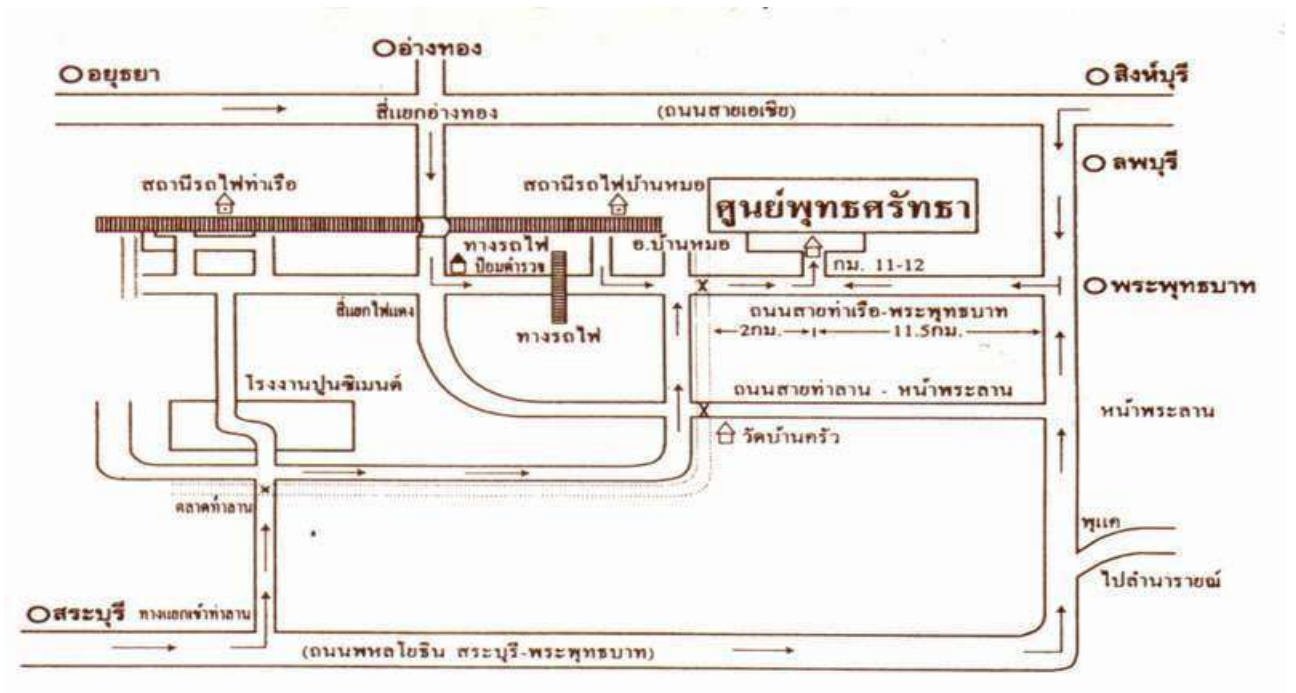 อ่างทอง
อยุธยา
สิงห์บุรี
สี่แยกอ่างทอง
(ถนนสายเอเซีย)
ลพบุรี
สถานีรถไฟท่าเรือ
สถานีรถไฟบ้านหมอ
ศูนย์พุทธศรัทธา
ทางรถไฟ
อ.บ้านหมอ
ป้อมตำรวจ
กม. 11-12
พระพุทธบาท
สี่แยกไฟแดง
ถนนสายท่าเรือ-พระพุทธบาท
ทางรถไฟ
2กม.
11.5กม.
โรงงานปูนซิเมนต์
ถนนสายท่าลาน - หน้าพระลาน
หน้าพระลาน
วัดบ้านครัว
ตลาดท่าลาน
พุแค
ไปลำนารายณ์
สระบุรี
ทางแยกเข้าท่าลาน
(ถนนพหลโยธิน สระบุรี-พระพุทธบาท)